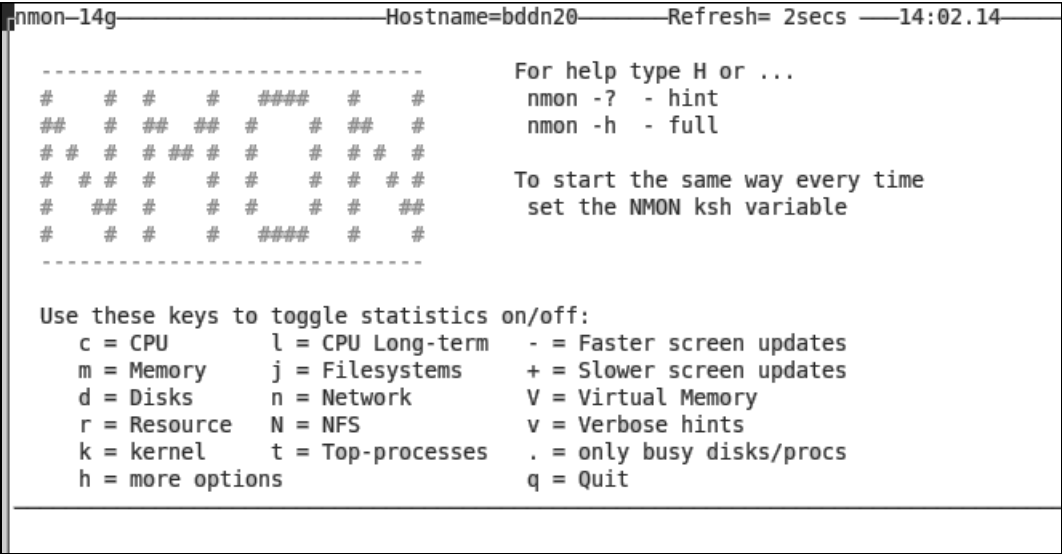 nmon-14g Hostname=bddn20 Refresh= 2secs 14:02.14
------------------------------ For help type H or ...
#    #  #    #   ####   #    # nmon -?  - hint
##   #  ##  ##  #    #  ##   # nmon -h  - full
# #  #  # ## #  #    #  # #  #
#  # #  #    #  #    #  #  # # To start the same way every time
#   ##  #    #  #    #  #   ## set the NMON ksh variable
#    #  #    #   ####   #    #
------------------------------
Use these keys to toggle statistics on/off:
c = CPU l = CPU Long-term - = Faster screen updates
m = Memory j = Filesystems + = Slower screen updates
d = Disks n = Network V = Virtual Memory
r = Resource N = NFS v = Verbose hints
k = kernel t = Top-processes . = only busy disks/procs
h = more options q = Quit